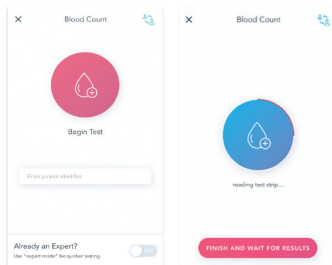 Blood Count
Begin Test
Enter patient identifier
Already an Expert?
Use "expert mode" for quicker testing
Blood Count
reading test strip...
FINISH AND WAIT FOR RESULTS